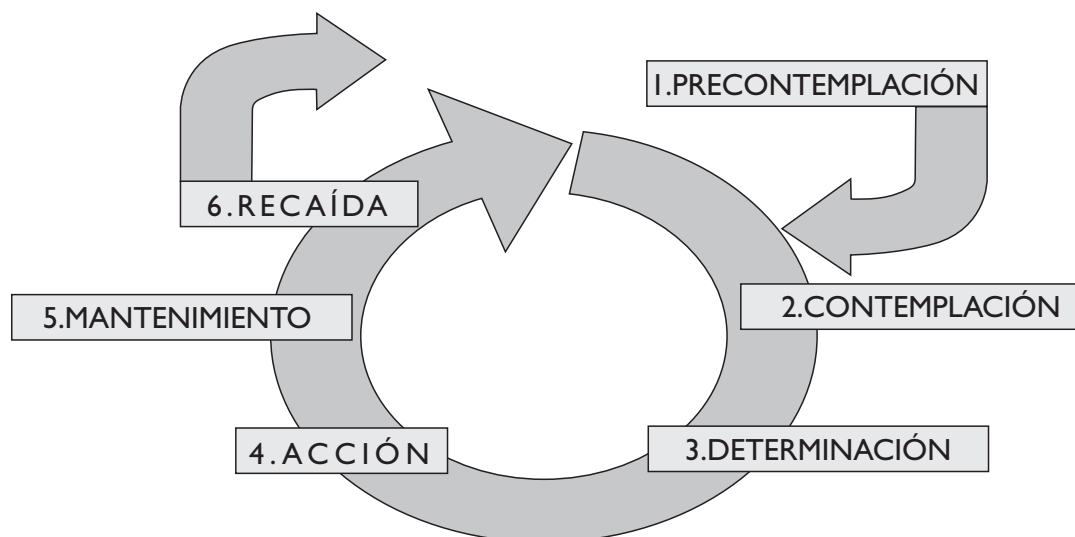 1.PRECONTEMPLACIÓN
2.CONTEMPLACIÓN
3.DETERMINACIÓN
4.ACCIÓN
5.MANTENIMIENTO
6.RECAÍDA